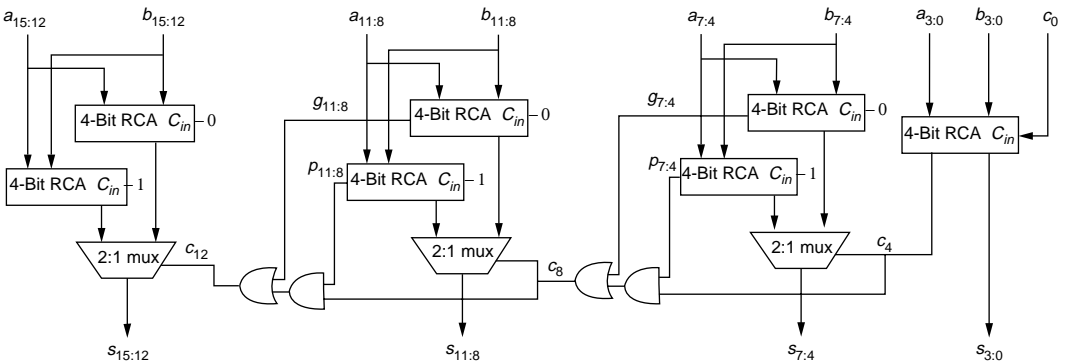 a15:12 b15:12 a11:8 b11:8 a7:4 b7:4 a3:0 b3:0 c0
4-Bit RCA Cin 0
g11:8
4-Bit RCA Cin 0
g7:4
4-Bit RCA Cin 0
4-Bit RCA Cin
4-Bit RCA Cin 1
p11:8
4-Bit RCA Cin 1
p7:4
4-Bit RCA Cin 1
2:1 mux
c12
2:1 mux
c8
2:1 mux
c4
s15:12 s11:8 s7:4 s3:0